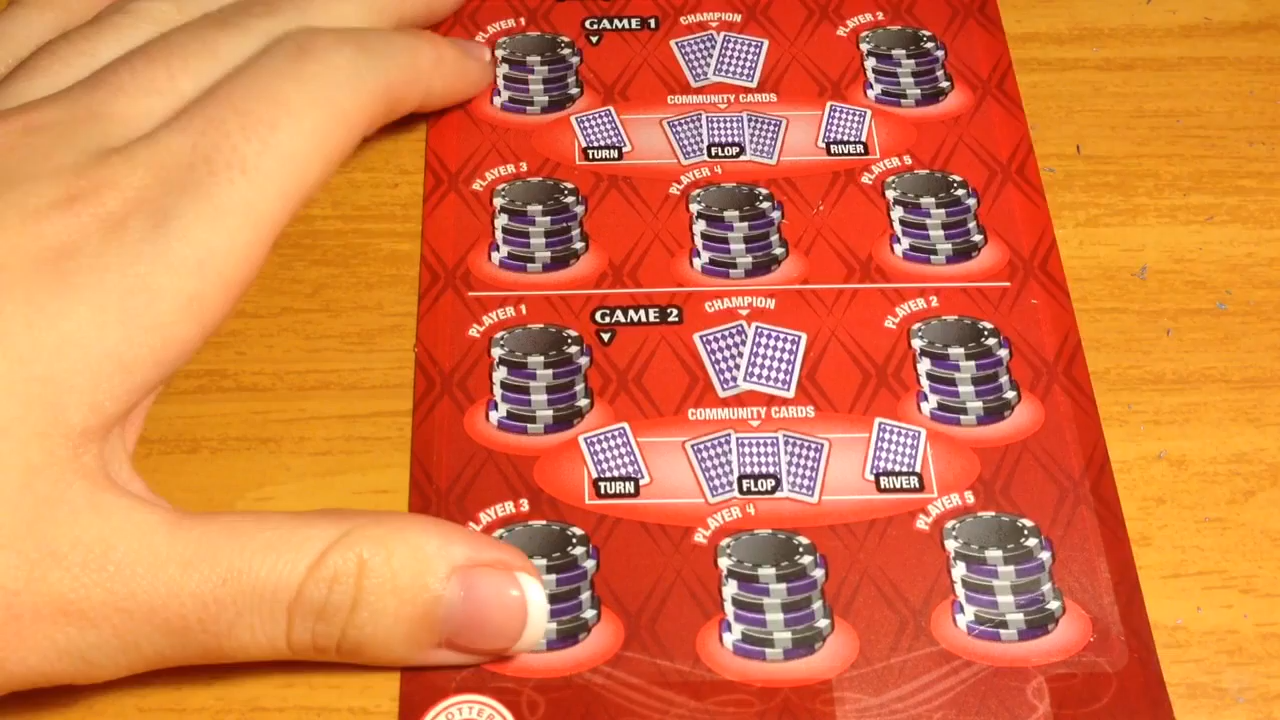 PLAYER 1
GAME 1
CHAMPION
PLAYER 2
COMMUNITY CARDS
TURN
FLOP
RIVER
PLAYER 3
PLAYER 4
PLAYER 5
PLAYER 1
GAME 2
CHAMPION
PLAYER 2
COMMUNITY CARDS
TURN
FLOP
RIVER
PLAYER 3
PLAYER 4
PLAYER 5